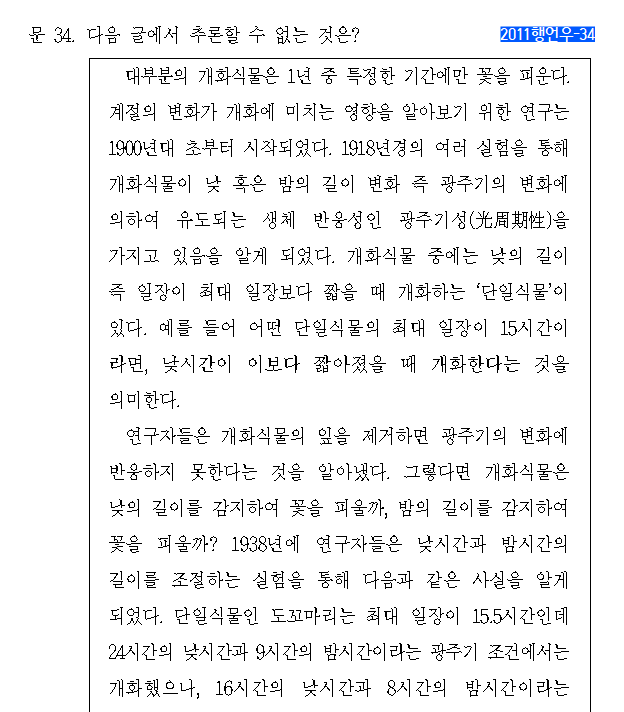 문 34. 다음 글에서 추론할 수 없는 것은? 2011행언우-34
대부분의 개화식물은 1년 중 특정한 기간에만 꽃을 피운다.
계절의 변화가 개화에 미치는 영향을 알아보기 위한 연구는
1900년대 초부터 시작되었다. 1918년경의 여러 실험을 통해
개화식물이 낮 혹은 밤의 길이 변화 즉 광주기의 변화에
의하여 유도되는 생체 반응성인 광주기성(光周期性)을
가지고 있음을 알게 되었다. 개화식물 중에는 낮의 길이
즉 일장이 최대 일장보다 짧을 때 개화하는 ‘단일식물’이
있다. 예를 들어 어떤 단일식물의 최대 일장이 15시간이
라면, 낮시간이 이보다 짧아졌을 때 개화한다는 것을
의미한다.
연구자들은 개화식물의 잎을 제거하면 광주기의 변화에
반응하지 못한다는 것을 알아냈다. 그렇다면 개화식물은
낮의 길이를 감지하여 꽃을 피울까, 밤의 길이를 감지하여
꽃을 피울까? 1938년에 연구자들은 낮시간과 밤시간의
길이를 조절하는 실험을 통해 다음과 같은 사실을 알게
되었다. 단일식물인 도꼬마리는 최대 일장이 15.5시간인데
24시간의 낮시간과 9시간의 밤시간이라는 광주기 조건에서는
개화했으나, 16시간의 낮시간과 8시간의 밤시간이라는